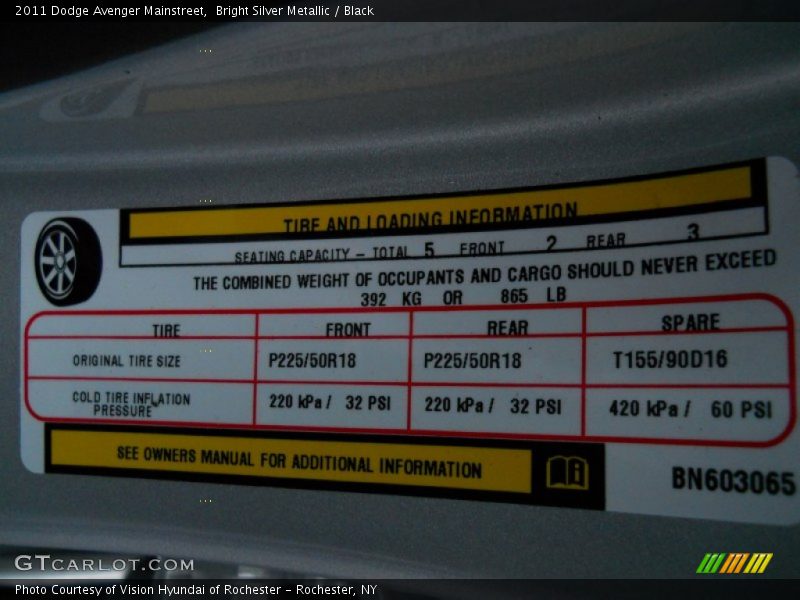 2011 Dodge Avenger Mainstreet,  Bright Silver Metallic / Black
TIRE AND LOADING INFORMATION
SEATING CAPACITY – TOTAL 5 FRONT 2 REAR 3
THE COMBINED WEIGHT OF OCCUPANTS AND CARGO SHOULD NEVER EXCEED
392 KG OR 865 LB
TIRE FRONT REAR SPARE
ORIGINAL TIRE SIZE P225/50R18 P225/50R18 T155/90D16
COLD TIRE INFLATION
PRESSURE 220 kPa / 32 PSI 220 kPa / 32 PSI 420 kPa / 60 PSI
SEE OWNERS MANUAL FOR ADDITIONAL INFORMATION
BN603065
GTCARLOT.COM
Photo Courtesy of Vision Hyundai of Rochester – Rochester, NY